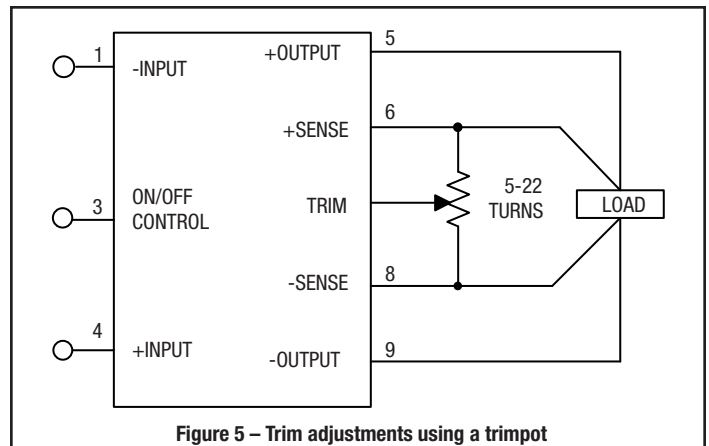 1
-INPUT
3
ON/OFF
CONTROL
4
+INPUT
+OUTPUT
5
+SENSE
6
TRIM
5-22
TURNS
LOAD
-SENSE
8
-OUTPUT
9
Figure 5 – Trim adjustments using a trimpot